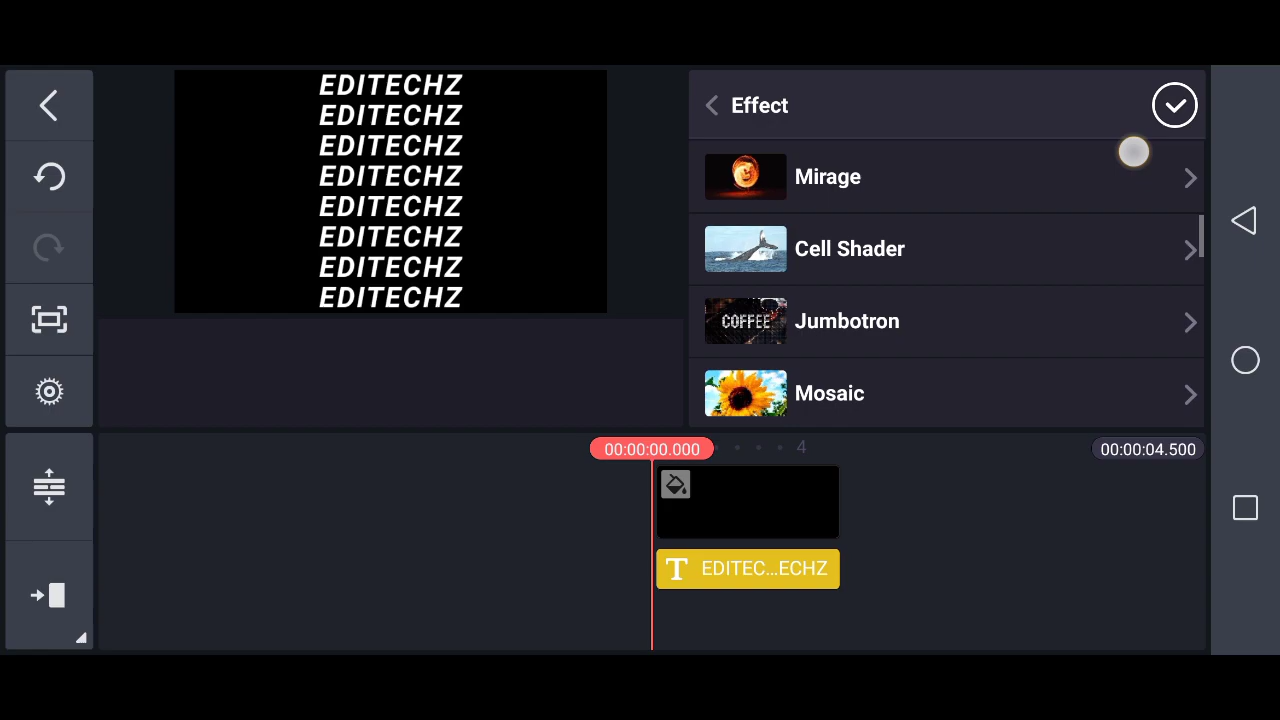 EDITECHZ
EDITECHZ
EDITECHZ
EDITECHZ
EDITECHZ
EDITECHZ
EDITECHZ
EDITECHZ
Effect
Mirage
Cell Shader
COFFEE Jumbotron
Mosaic
00:00:00.000
4
00:00:04.500
T EDITEC...ECHZ